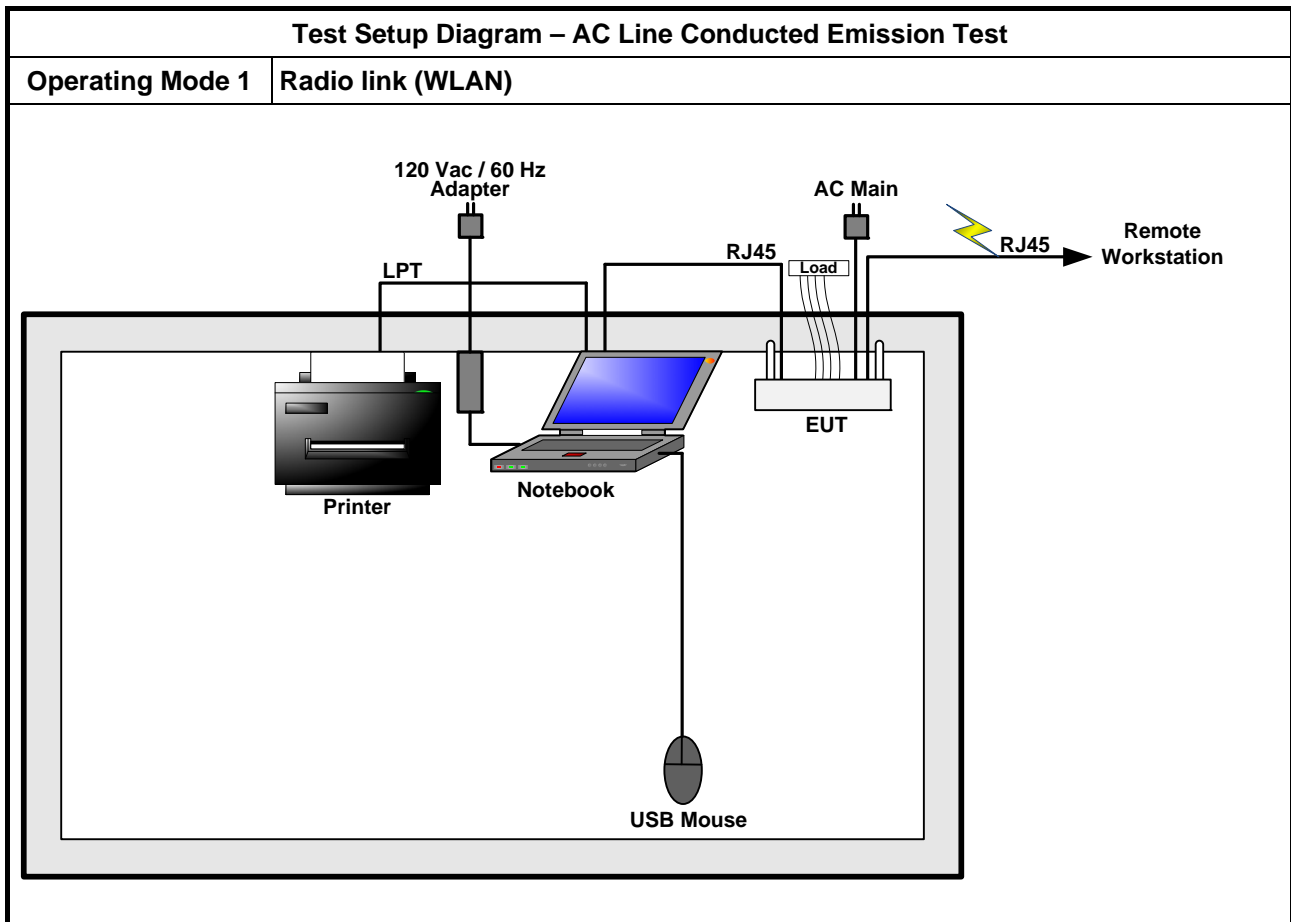 Test Setup Diagram – AC Line Conducted Emission Test
Operating Mode 1
Radio link (WLAN)
120 Vac / 60 Hz
Adapter
AC Main
LPT
RJ45
Load
RJ45
Remote
Workstation
EUT
Notebook
Printer
USB Mouse